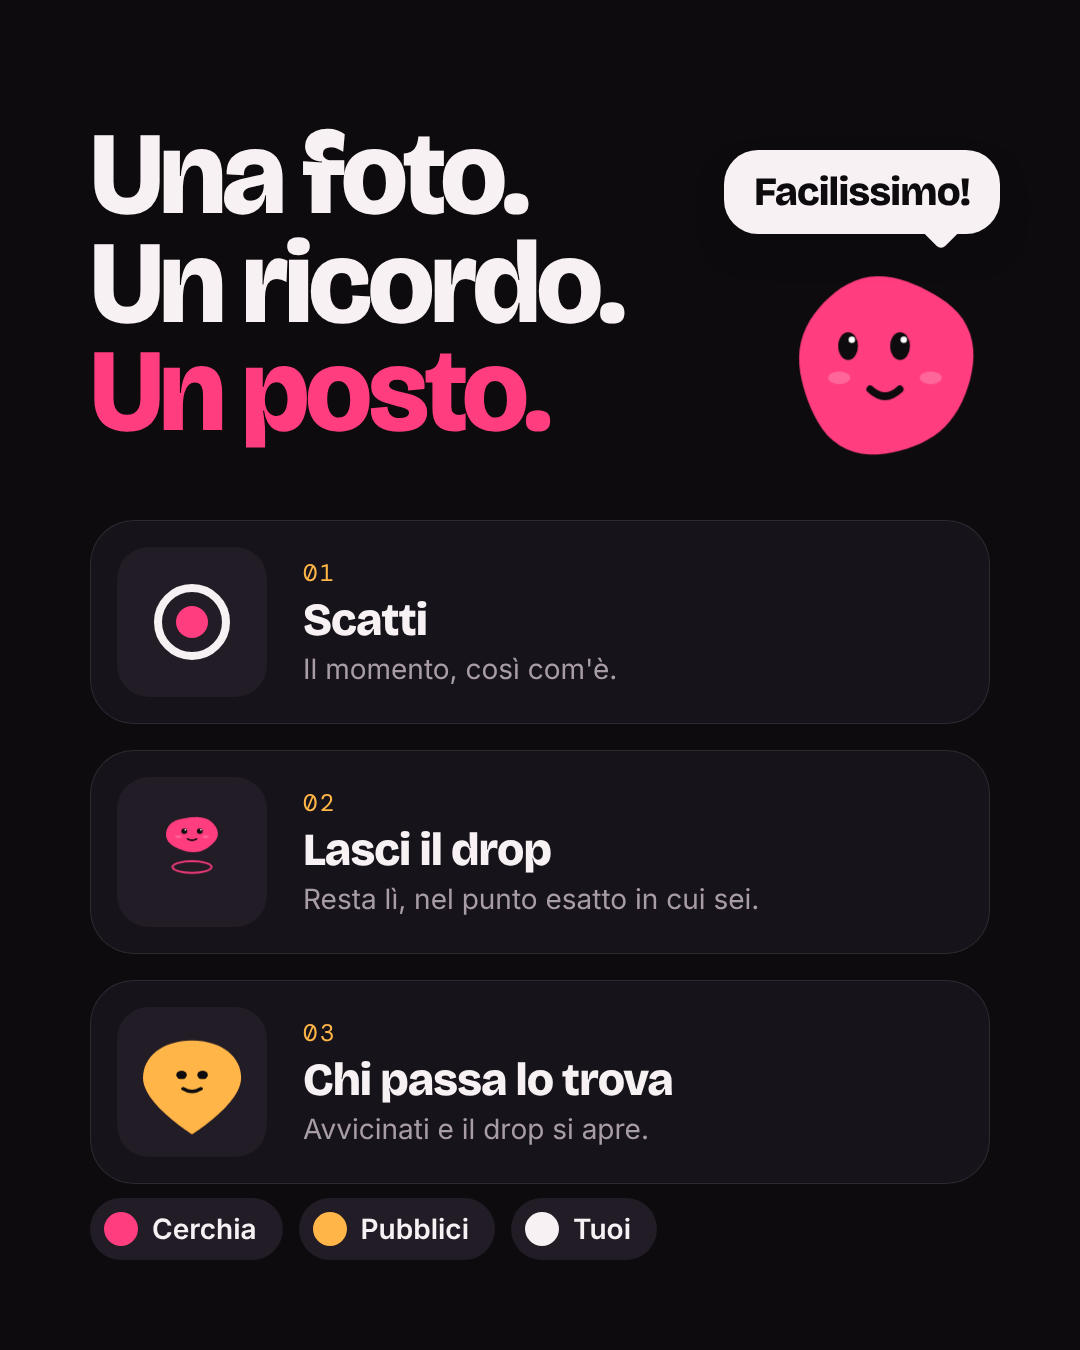 Una foto.
Un ricordo.
Un posto.
Facilissimo!
01
Scatti
Il momento, così com'è.
02
Lasci il drop
Resta lì, nel punto esatto in cui sei.
03
Chi passa lo trova
Avvicinati e il drop si apre.
Cerchia
Pubblici
Tuoi